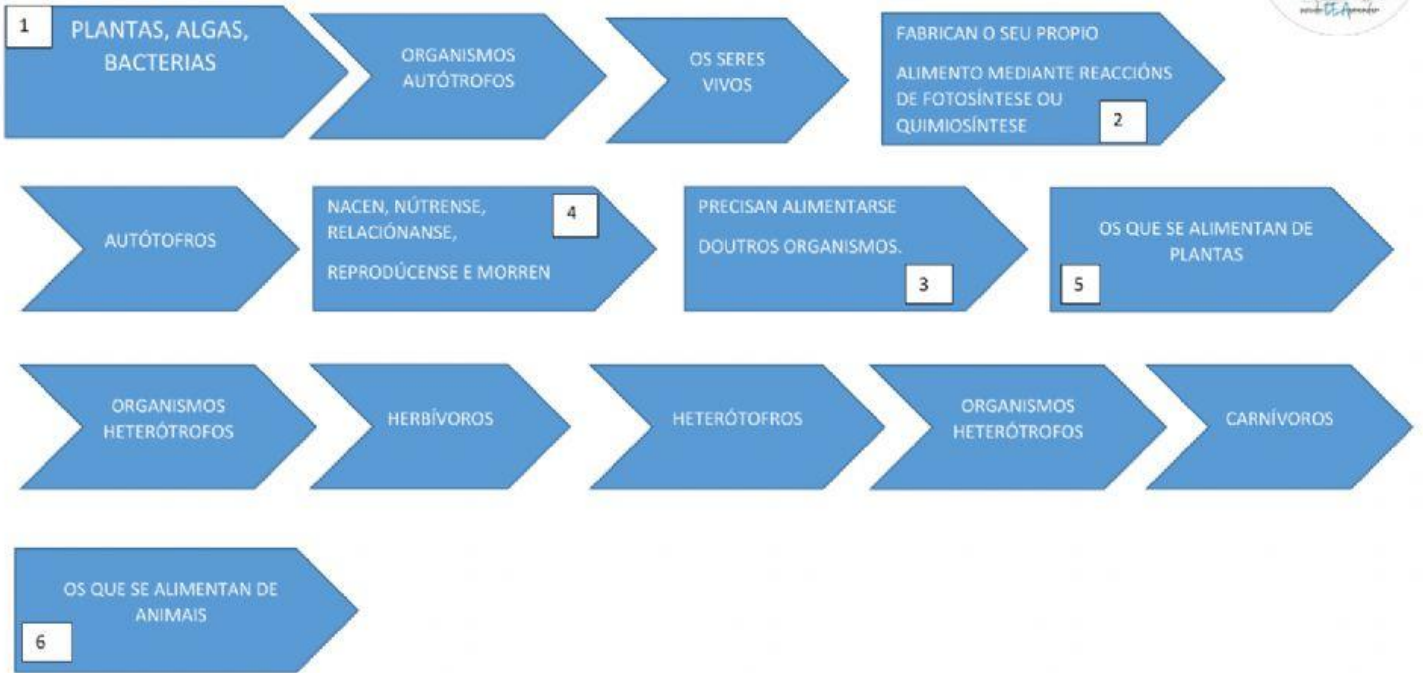 1
PLANTAS, ALGAS,
BACTERIAS
ORGANISMOS
AUTÓTROFOS
OS SERES
VIVOS
FABRICAN O SEU PROPIO
ALIMENTO MEDIANTE REACCIÓNS
DE FOTOSÍNTESE OU
QUIMIOSÍNTESE
2
AUTÓTOFROS
NACEN, NÚTRENSE,
RELACIÓNANSE,
REPRODÚCENSE E MORREN
4
PRECISAN ALIMENTARSE
DOUTROS ORGANISMOS.
3
OS QUE SE ALIMENTAN DE
PLANTAS
5
ORGANISMOS
HETERÓTROFOS
HERBÍVOROS
HETERÓTOFROS
ORGANISMOS
HETERÓTROFOS
CARNÍVOROS
OS QUE SE ALIMENTAN DE
ANIMAIS
6